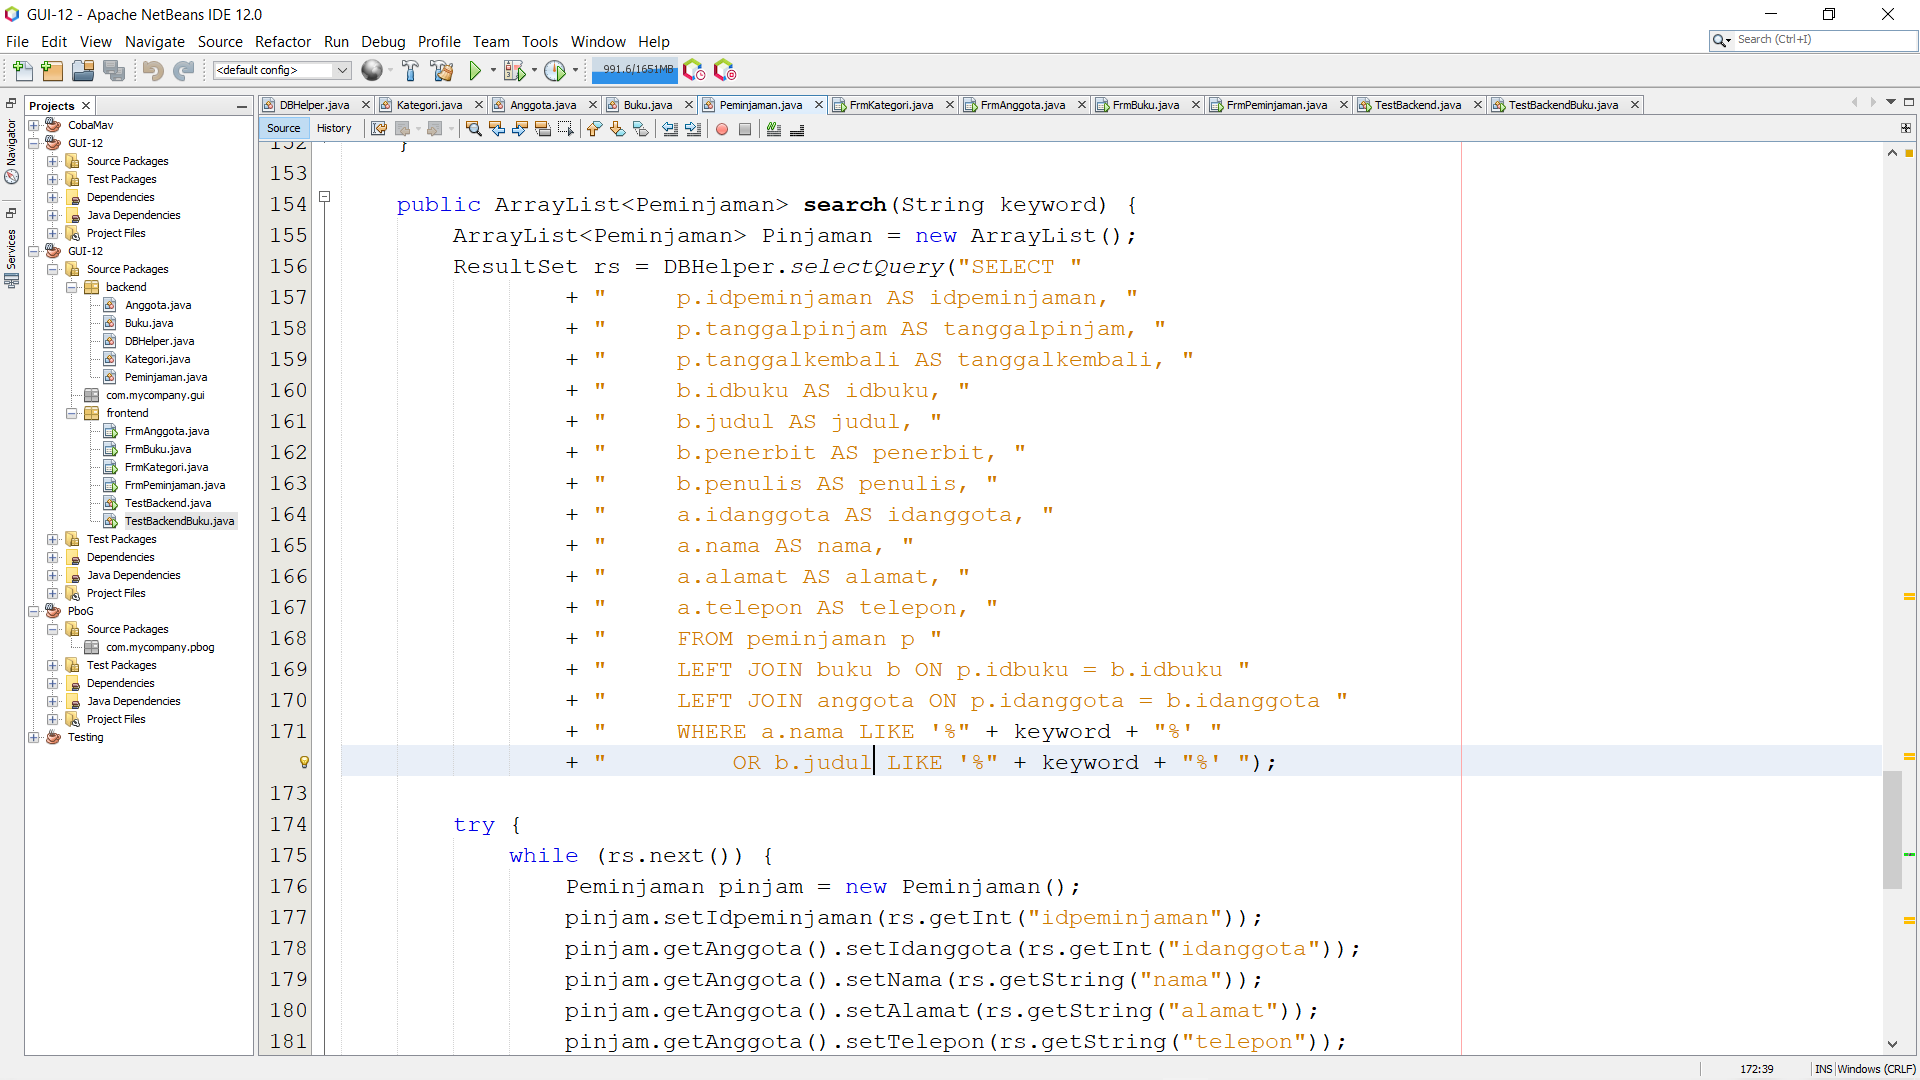 GUI-12 - Apache NetBeans IDE 12.0
File Edit View Navigate Source Refactor Run Debug Profile Team Tools Window Help
Search (Ctrl+I)
<default config>
991.6/1651MB
Projects
DBHelper.java Kategori.java Anggota.java Buku.java Peminjaman.java FrmKategori.java FrmAnggota.java FrmBuku.java FrmPeminjaman.java TestBackend.java TestBackendBuku.java
Source History
Navigator
Services
CobaMav
GUI-12
Source Packages
Test Packages
Dependencies
Java Dependencies
Project Files
GUI-12
Source Packages
backend
Anggota.java
Buku.java
DBHelper.java
Kategori.java
Peminjaman.java
com.mycompany.gui
frontend
FrmAnggota.java
FrmBuku.java
FrmKategori.java
FrmPeminjaman.java
TestBackend.java
TestBackendBuku.java
Test Packages
Dependencies
Java Dependencies
Project Files
PboG
Source Packages
com.mycompany.pbog
Test Packages
Dependencies
Java Dependencies
Project Files
Testing
152 }
153
154 public ArrayList<Peminjaman> search(String keyword) {
155 ArrayList<Peminjaman> Pinjaman = new ArrayList();
156 ResultSet rs = DBHelper.selectQuery("SELECT "
157 + " p.idpeminjaman AS idpeminjaman, "
158 + " p.tanggalpinjam AS tanggalpinjam, "
159 + " p.tanggalkembali AS tanggalkembali, "
160 + " b.idbuku AS idbuku, "
161 + " b.judul AS judul, "
162 + " b.penerbit AS penerbit, "
163 + " b.penulis AS penulis, "
164 + " a.idanggota AS idanggota, "
165 + " a.nama AS nama, "
166 + " a.alamat AS alamat, "
167 + " a.telepon AS telepon, "
168 + " FROM peminjaman p "
169 + " LEFT JOIN buku b ON p.idbuku = b.idbuku "
170 + " LEFT JOIN anggota ON p.idanggota = b.idanggota "
171 + " WHERE a.nama LIKE '%" + keyword + "%' "
+ " OR b.judul LIKE '%" + keyword + "%' ");
173
174 try {
175 while (rs.next()) {
176 Peminjaman pinjam = new Peminjaman();
177 pinjam.setIdpeminjaman(rs.getInt("idpeminjaman"));
178 pinjam.getAnggota().setIdanggota(rs.getInt("idanggota"));
179 pinjam.getAnggota().setNama(rs.getString("nama"));
180 pinjam.getAnggota().setAlamat(rs.getString("alamat"));
181 pinjam.getAnggota().setTelepon(rs.getString("telepon"));
172:39 INS Windows (CRLF)